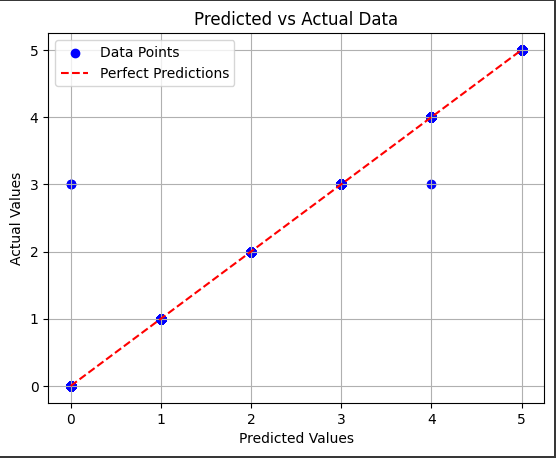 Predicted vs Actual Data
Data Points
Perfect Predictions
Actual Values
5
4
3
2
1
0
0 1 2 3 4 5
Predicted Values